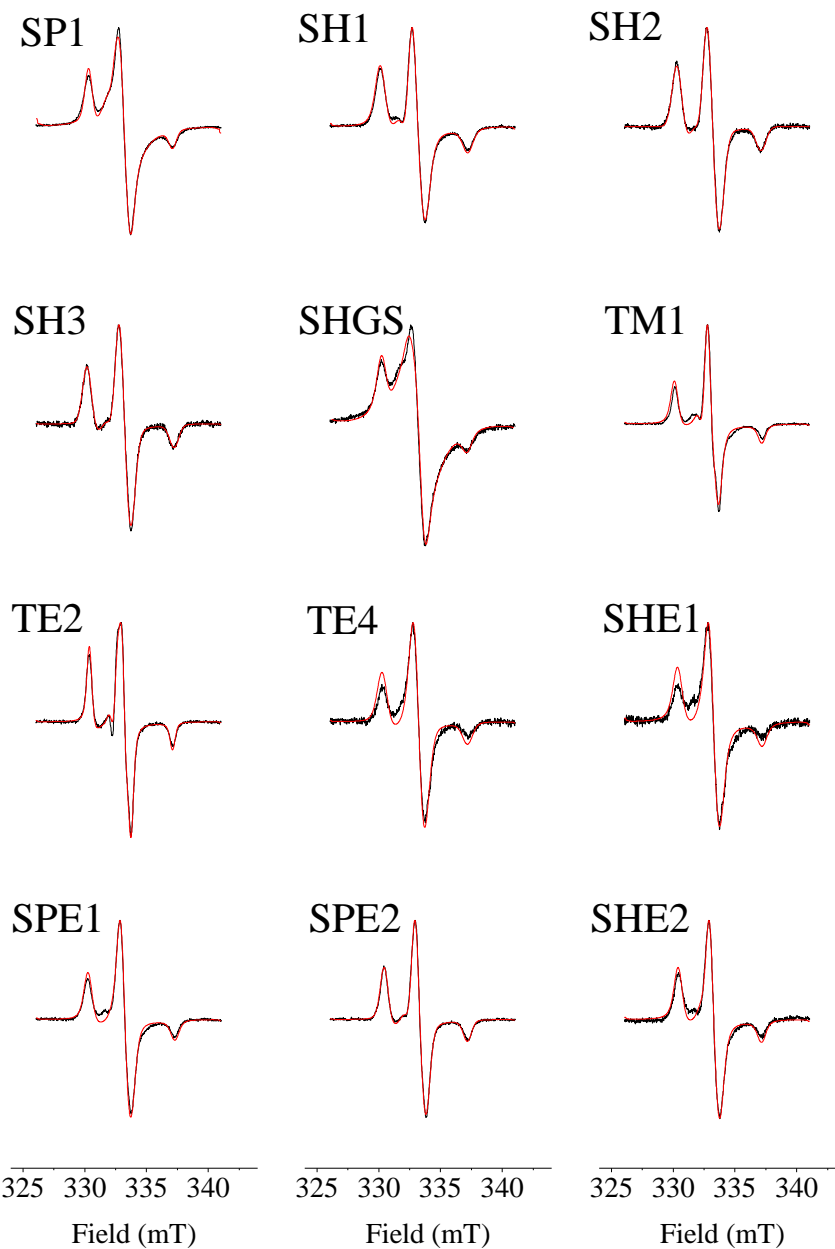 SP1 SH1 SH2
SH3 SHGS TM1
TE2 TE4 SHE1
SPE1 SPE2 SHE2
325 330 335 340 325 330 335 340 325 330 335 340
Field (mT) Field (mT) Field (mT)